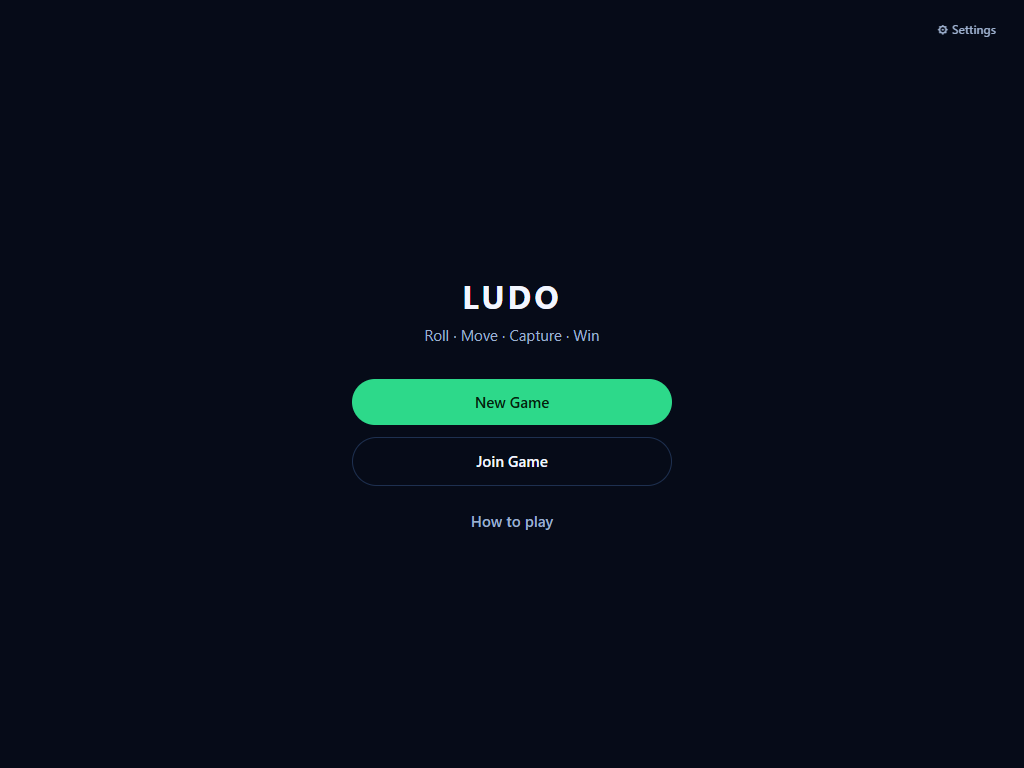 ⚙ Settings
LUDO
Roll · Move · Capture · Win
New Game
Join Game
How to play